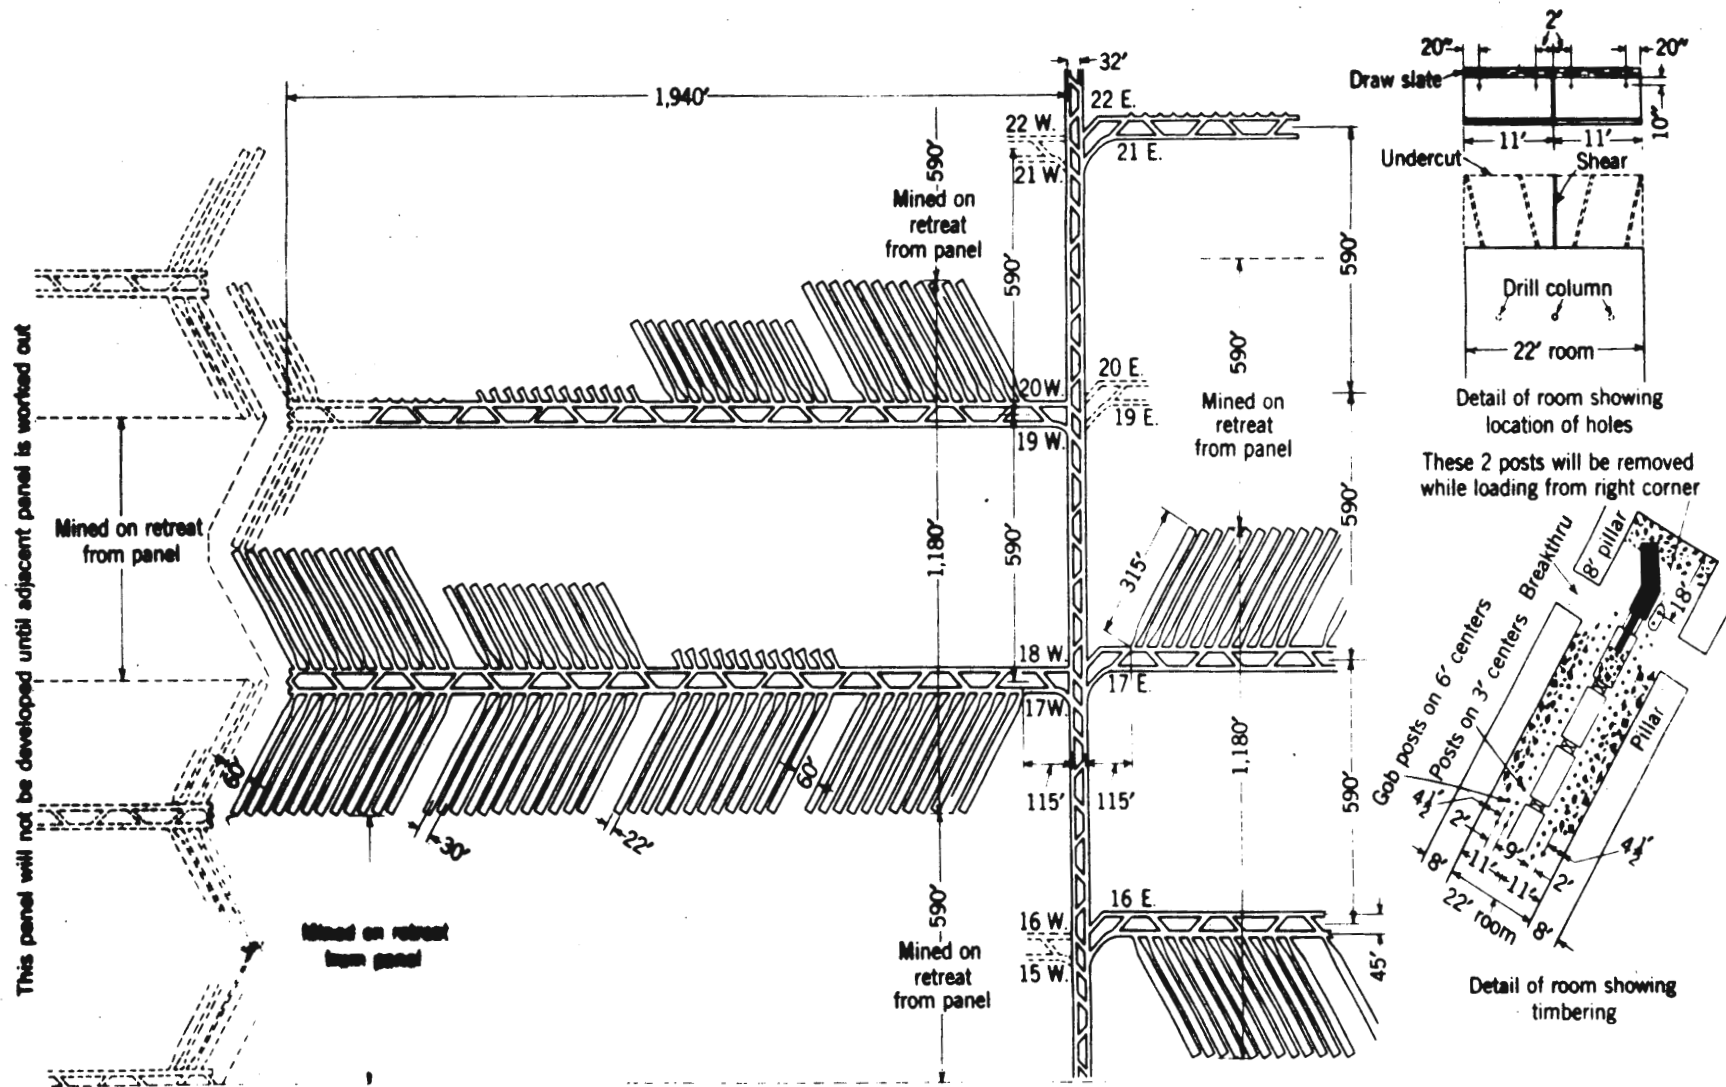 This panel will not be developed until adjacent panel is worked out
1,940'
32'
22 E.
21 E.
22 W.
21 W.
590'
Mined on
retreat
from panel
590'
590'
590'
Mined on
retreat
from panel
20 E.
19 E.
20 W.
19 W.
Mined on retreat
from panel
1,180'
590'
590'
315'
18 W.
17 W.
17 E.
60°
60°
30'
22'
115'
115'
1,180'
590'
Mined on retreat
from panel
590'
Mined on
retreat
from panel
16 E.
16 W.
15 W.
45'
2'
20"
20"
Draw slate
10"
11'
11'
Undercut
Shear
Drill column
22' room
Detail of room showing
location of holes
These 2 posts will be removed
while loading from right corner
8' pillar
Breakthru
18'
Posts on 3' centers
Gob posts on 6' centers
Pillar
4½'
2'
9'
4½'
8'
11'
11'
2'
22' room
8'
Detail of room showing
timbering